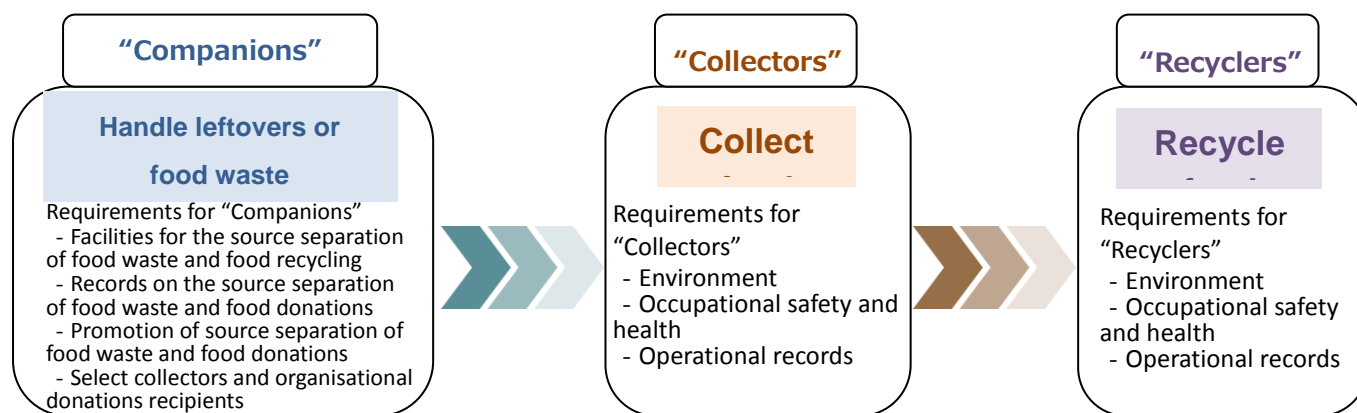 “Companions”
Handle leftovers or
food waste
Requirements for “Companions”
- Facilities for the source separation
of food waste and food recycling
- Records on the source separation
of food waste and food donations
- Promotion of source separation of
food waste and food donations
- Select collectors and organisational
donations recipients
“Collectors”
Collect
Requirements for
“Collectors”
- Environment
- Occupational safety and
health
- Operational records
“Recyclers”
Recycle
Requirements for
“Recyclers”
- Environment
- Occupational safety
and health
- Operational records